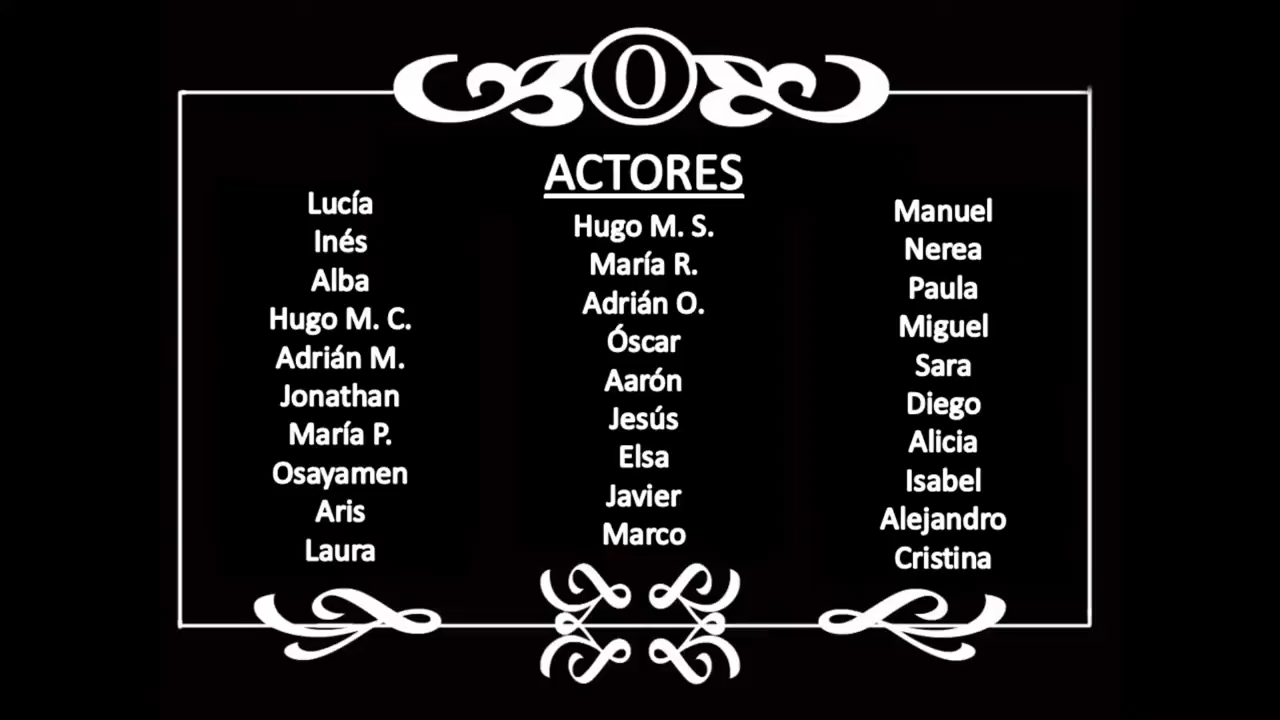 O
ACTORES
Lucía
Inés
Alba
Hugo M. C.
Adrián M.
Jonathan
María P.
Osayamen
Aris
Laura
Hugo M. S.
María R.
Adrián O.
Óscar
Aarón
Jesús
Elsa
Javier
Marco
Manuel
Nerea
Paula
Miguel
Sara
Diego
Alicia
Isabel
Alejandro
Cristina